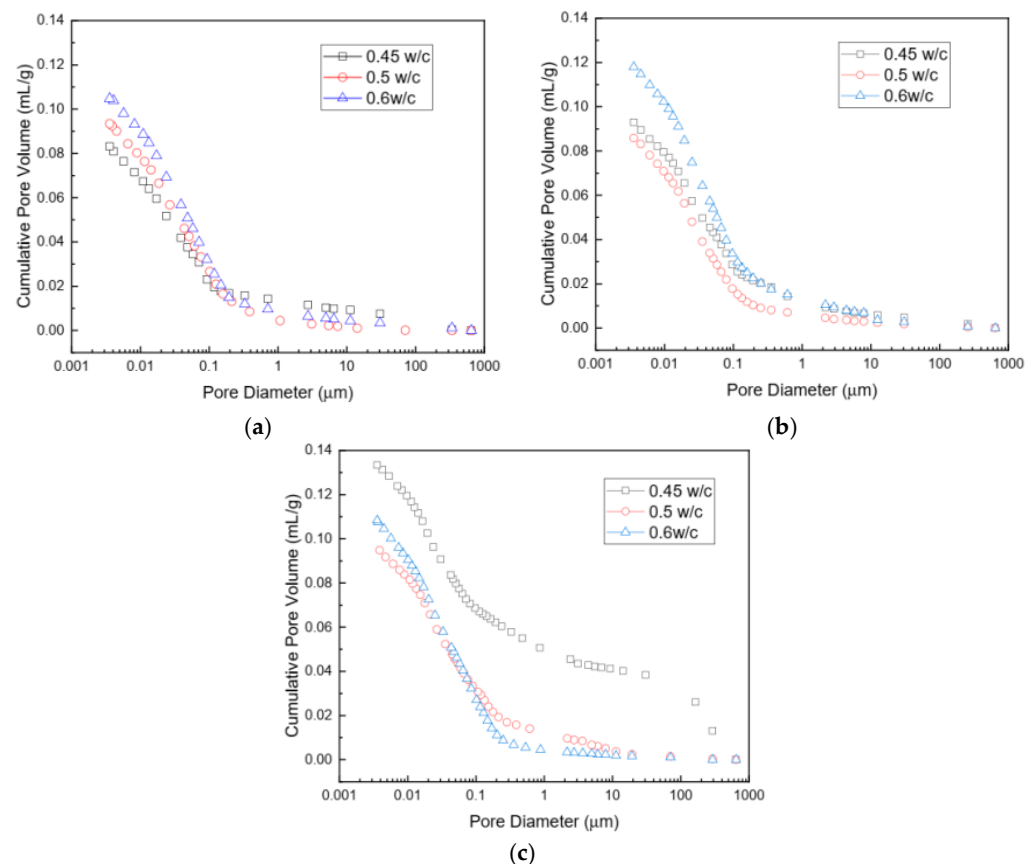 0.14
0.12
0.10
0.08
0.06
0.04
0.02
0.00
Cumulative Pore Volume (mL/g)
0.45 w/c
0.5 w/c
0.6w/c
0.001 0.01 0.1 1 10 100 1000
Pore Diameter (μm)
(a)
0.14
0.12
0.10
0.08
0.06
0.04
0.02
0.00
Cumulative Pore Volume (mL/g)
0.45 w/c
0.5 w/c
0.6w/c
0.001 0.01 0.1 1 10 100 1000
Pore Diameter (μm)
(b)
0.14
0.12
0.10
0.08
0.06
0.04
0.02
0.00
Cumulative Pore Volume (mL/g)
0.45 w/c
0.5 w/c
0.6w/c
0.001 0.01 0.1 1 10 100 1000
Pore Diameter (μm)
(c)